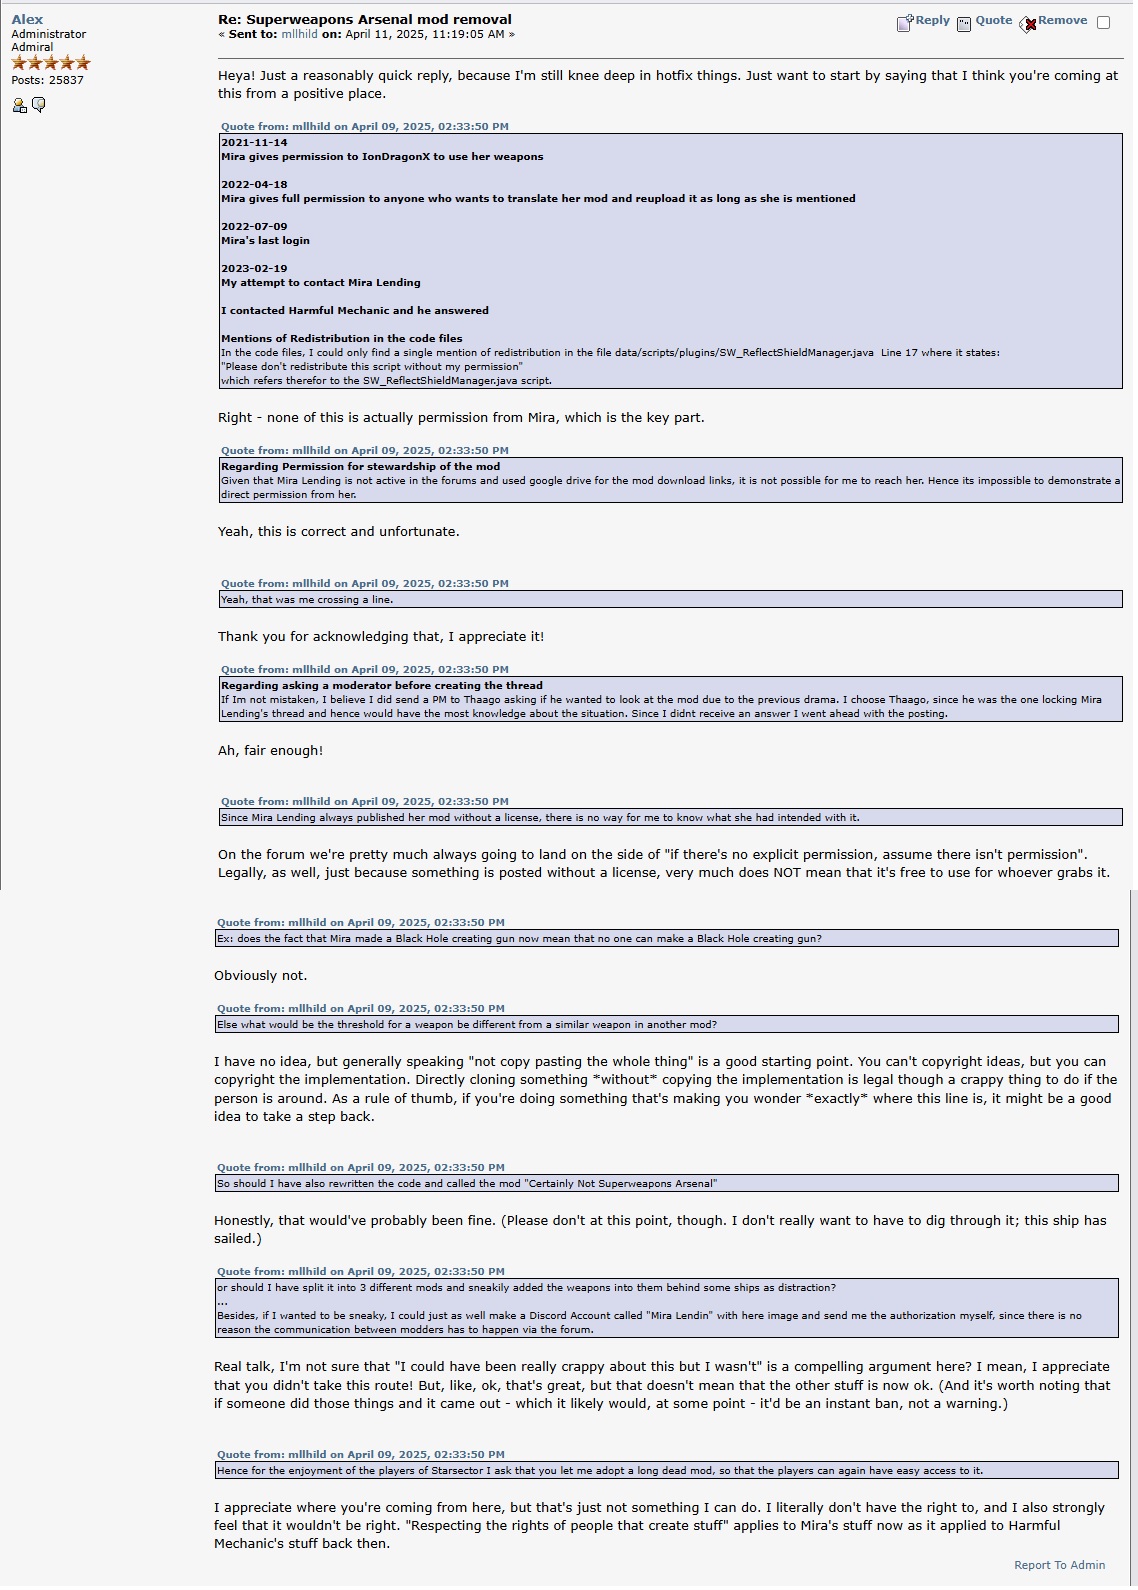 Alex
Administrator
Admiral
Posts: 25837
Re: Superweapons Arsenal mod removal
« Sent to: mllhild on: April 11, 2025, 11:19:05 AM »
Reply Quote Remove
Heya! Just a reasonably quick reply, because I'm still knee deep in hotfix things. Just want to start by saying that I think you're coming at
this from a positive place.
Quote from: mllhild on April 09, 2025, 02:33:50 PM
2021-11-14
Mira gives permission to IonDragonX to use her weapons
2022-04-18
Mira gives full permission to anyone who wants to translate her mod and reupload it as long as she is mentioned
2022-07-09
Mira's last login
2023-02-19
My attempt to contact Mira Lending
I contacted Harmful Mechanic and he answered
Mentions of Redistribution in the code files
In the code files, I could only find a single mention of redistribution in the file data/scripts/plugins/SW_ReflectShieldManager.java  Line 17 where it states:
"Please don't redistribute this script without my permission"
which refers therefor to the SW_ReflectShieldManager.java script.
Right - none of this is actually permission from Mira, which is the key part.
Quote from: mllhild on April 09, 2025, 02:33:50 PM
Regarding Permission for stewardship of the mod
Given that Mira Lending is not active in the forums and used google drive for the mod download links, it is not possible for me to reach her. Hence its impossible to demonstrate a
direct permission from her.
Yeah, this is correct and unfortunate.
Quote from: mllhild on April 09, 2025, 02:33:50 PM
Yeah, that was me crossing a line.
Thank you for acknowledging that, I appreciate it!
Quote from: mllhild on April 09, 2025, 02:33:50 PM
Regarding asking a moderator before creating the thread
If Im not mistaken, I believe I did send a PM to Thaago asking if he wanted to look at the mod due to the previous drama. I choose Thaago, since he was the one locking Mira
Lending's thread and hence would have the most knowledge about the situation. Since I didnt receive an answer I went ahead with the posting.
Ah, fair enough!
Quote from: mllhild on April 09, 2025, 02:33:50 PM
Since Mira Lending always published her mod without a license, there is no way for me to know what she had intended with it.
On the forum we're pretty much always going to land on the side of "if there's no explicit permission, assume there isn't permission".
Legally, as well, just because something is posted without a license, very much does NOT mean that it's free to use for whoever grabs it.
Quote from: mllhild on April 09, 2025, 02:33:50 PM
Ex: does the fact that Mira made a Black Hole creating gun now mean that no one can make a Black Hole creating gun?
Obviously not.
Quote from: mllhild on April 09, 2025, 02:33:50 PM
Else what would be the threshold for a weapon be different from a similar weapon in another mod?
I have no idea, but generally speaking "not copy pasting the whole thing" is a good starting point. You can't copyright ideas, but you can
copyright the implementation. Directly cloning something *without* copying the implementation is legal though a crappy thing to do if the
person is around. As a rule of thumb, if you're doing something that's making you wonder *exactly* where this line is, it might be a good
idea to take a step back.
Quote from: mllhild on April 09, 2025, 02:33:50 PM
So should I have also rewritten the code and called the mod "Certainly Not Superweapons Arsenal"
Honestly, that would've probably been fine. (Please don't at this point, though. I don't really want to have to dig through it; this ship has
sailed.)
Quote from: mllhild on April 09, 2025, 02:33:50 PM
or should I have split it into 3 different mods and sneakily added the weapons into them behind some ships as distraction?
...
Besides, if I wanted to be sneaky, I could just as well make a Discord Account called "Mira Lendin" with here image and send me the authorization myself, since there is no
reason the communication between modders has to happen via the forum.
Real talk, I'm not sure that "I could have been really crappy about this but I wasn't" is a compelling argument here? I mean, I appreciate
that you didn't take this route! But, like, ok, that's great, but that doesn't mean that the other stuff is now ok. (And it's worth noting that
if someone did those things and it came out - which it likely would, at some point - it'd be an instant ban, not a warning.)
Quote from: mllhild on April 09, 2025, 02:33:50 PM
Hence for the enjoyment of the players of Starsector I ask that you let me adopt a long dead mod, so that the players can again have easy access to it.
I appreciate where you're coming from here, but that's just not something I can do. I literally don't have the right to, and I also strongly
feel that it wouldn't be right. "Respecting the rights of people that create stuff" applies to Mira's stuff now as it applied to Harmful
Mechanic's stuff back then.
Report To Admin